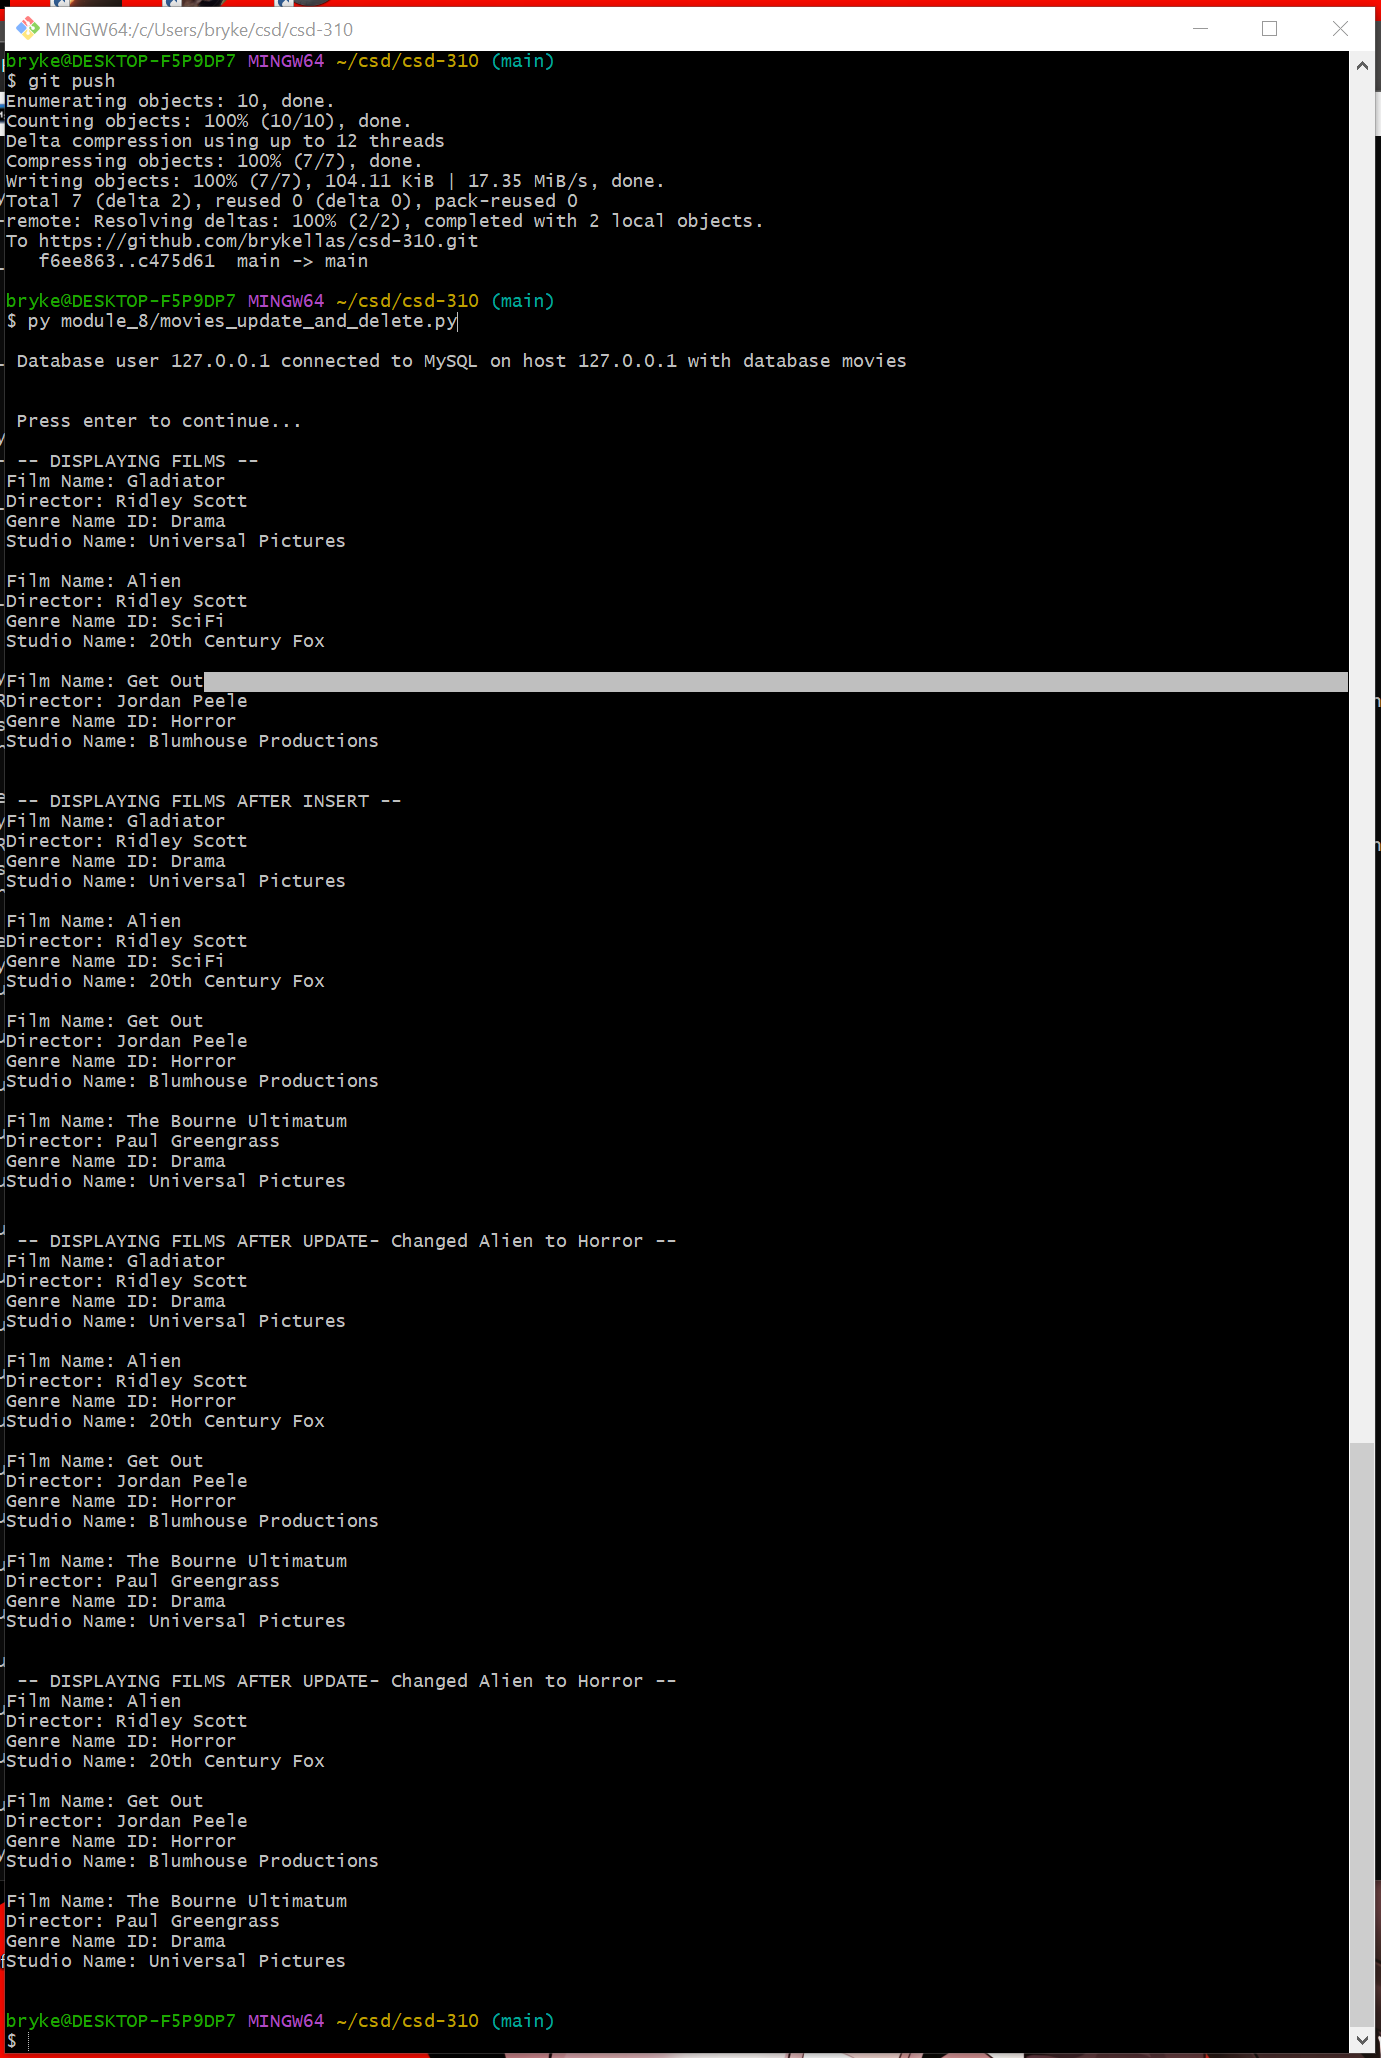 MINGW64:/c/Users/bryke/csd/csd-310
bryke@DESKTOP-F5P9DP7 MINGW64 ~/csd/csd-310 (main)
$ git push
Enumerating objects: 10, done.
Counting objects: 100% (10/10), done.
Delta compression using up to 12 threads
Compressing objects: 100% (7/7), done.
Writing objects: 100% (7/7), 104.11 KiB | 17.35 MiB/s, done.
Total 7 (delta 2), reused 0 (delta 0), pack-reused 0
remote: Resolving deltas: 100% (2/2), completed with 2 local objects.
To https://github.com/brykellas/csd-310.git
   f6ee863..c475d61  main -> main

bryke@DESKTOP-F5P9DP7 MINGW64 ~/csd/csd-310 (main)
$ py module_8/movies_update_and_delete.py

 Database user 127.0.0.1 connected to MySQL on host 127.0.0.1 with database movies


 Press enter to continue...

 -- DISPLAYING FILMS --
Film Name: Gladiator
Director: Ridley Scott
Genre Name ID: Drama
Studio Name: Universal Pictures

Film Name: Alien
Director: Ridley Scott
Genre Name ID: SciFi
Studio Name: 20th Century Fox

Film Name: Get Out
Director: Jordan Peele
Genre Name ID: Horror
Studio Name: Blumhouse Productions


 -- DISPLAYING FILMS AFTER INSERT --
Film Name: Gladiator
Director: Ridley Scott
Genre Name ID: Drama
Studio Name: Universal Pictures

Film Name: Alien
Director: Ridley Scott
Genre Name ID: SciFi
Studio Name: 20th Century Fox

Film Name: Get Out
Director: Jordan Peele
Genre Name ID: Horror
Studio Name: Blumhouse Productions

Film Name: The Bourne Ultimatum
Director: Paul Greengrass
Genre Name ID: Drama
Studio Name: Universal Pictures


 -- DISPLAYING FILMS AFTER UPDATE- Changed Alien to Horror --
Film Name: Gladiator
Director: Ridley Scott
Genre Name ID: Drama
Studio Name: Universal Pictures

Film Name: Alien
Director: Ridley Scott
Genre Name ID: Horror
Studio Name: 20th Century Fox

Film Name: Get Out
Director: Jordan Peele
Genre Name ID: Horror
Studio Name: Blumhouse Productions

Film Name: The Bourne Ultimatum
Director: Paul Greengrass
Genre Name ID: Drama
Studio Name: Universal Pictures


 -- DISPLAYING FILMS AFTER UPDATE- Changed Alien to Horror --
Film Name: Alien
Director: Ridley Scott
Genre Name ID: Horror
Studio Name: 20th Century Fox

Film Name: Get Out
Director: Jordan Peele
Genre Name ID: Horror
Studio Name: Blumhouse Productions

Film Name: The Bourne Ultimatum
Director: Paul Greengrass
Genre Name ID: Drama
Studio Name: Universal Pictures


bryke@DESKTOP-F5P9DP7 MINGW64 ~/csd/csd-310 (main)
$